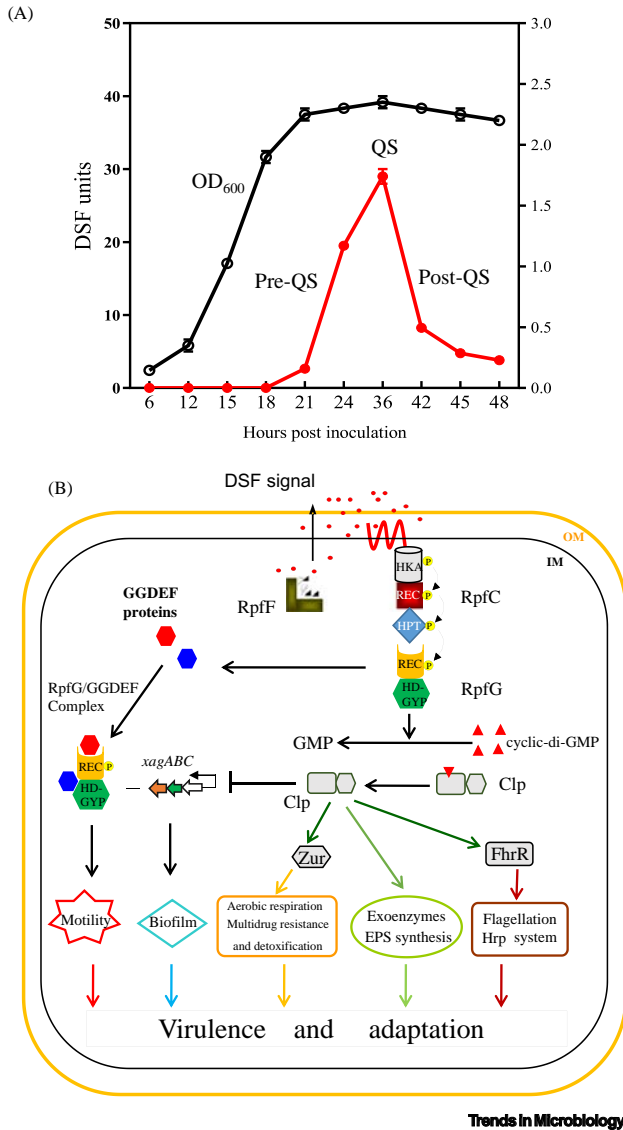 (A)
50
40
30
20
10
0
DSF units
3.0
2.5
2.0
1.5
1.0
0.5
0.0
OD600
QS
Pre-QS
Post-QS
6 12 15 18 21 24 36 42 45 48
Hours post inoculation
(B)
DSF signal
OM
IM
HKA
P
REC
P
RpfC
HPT
P
REC
P
HD-
GYP
RpfG
RpfF
GGDEF
proteins
RpfG/GGDEF
Complex
REC
P
HD-
GYP
xagABC
GMP
cyclic-di-GMP
Clp
Clp
Zur
FhrR
Motility
Biofilm
Aerobic respiration
Multidrug resistance
and detoxification
Exoenzymes
EPS synthesis
Flagellation
Hrp system
Virulence and adaptation
Trends in Microbiology